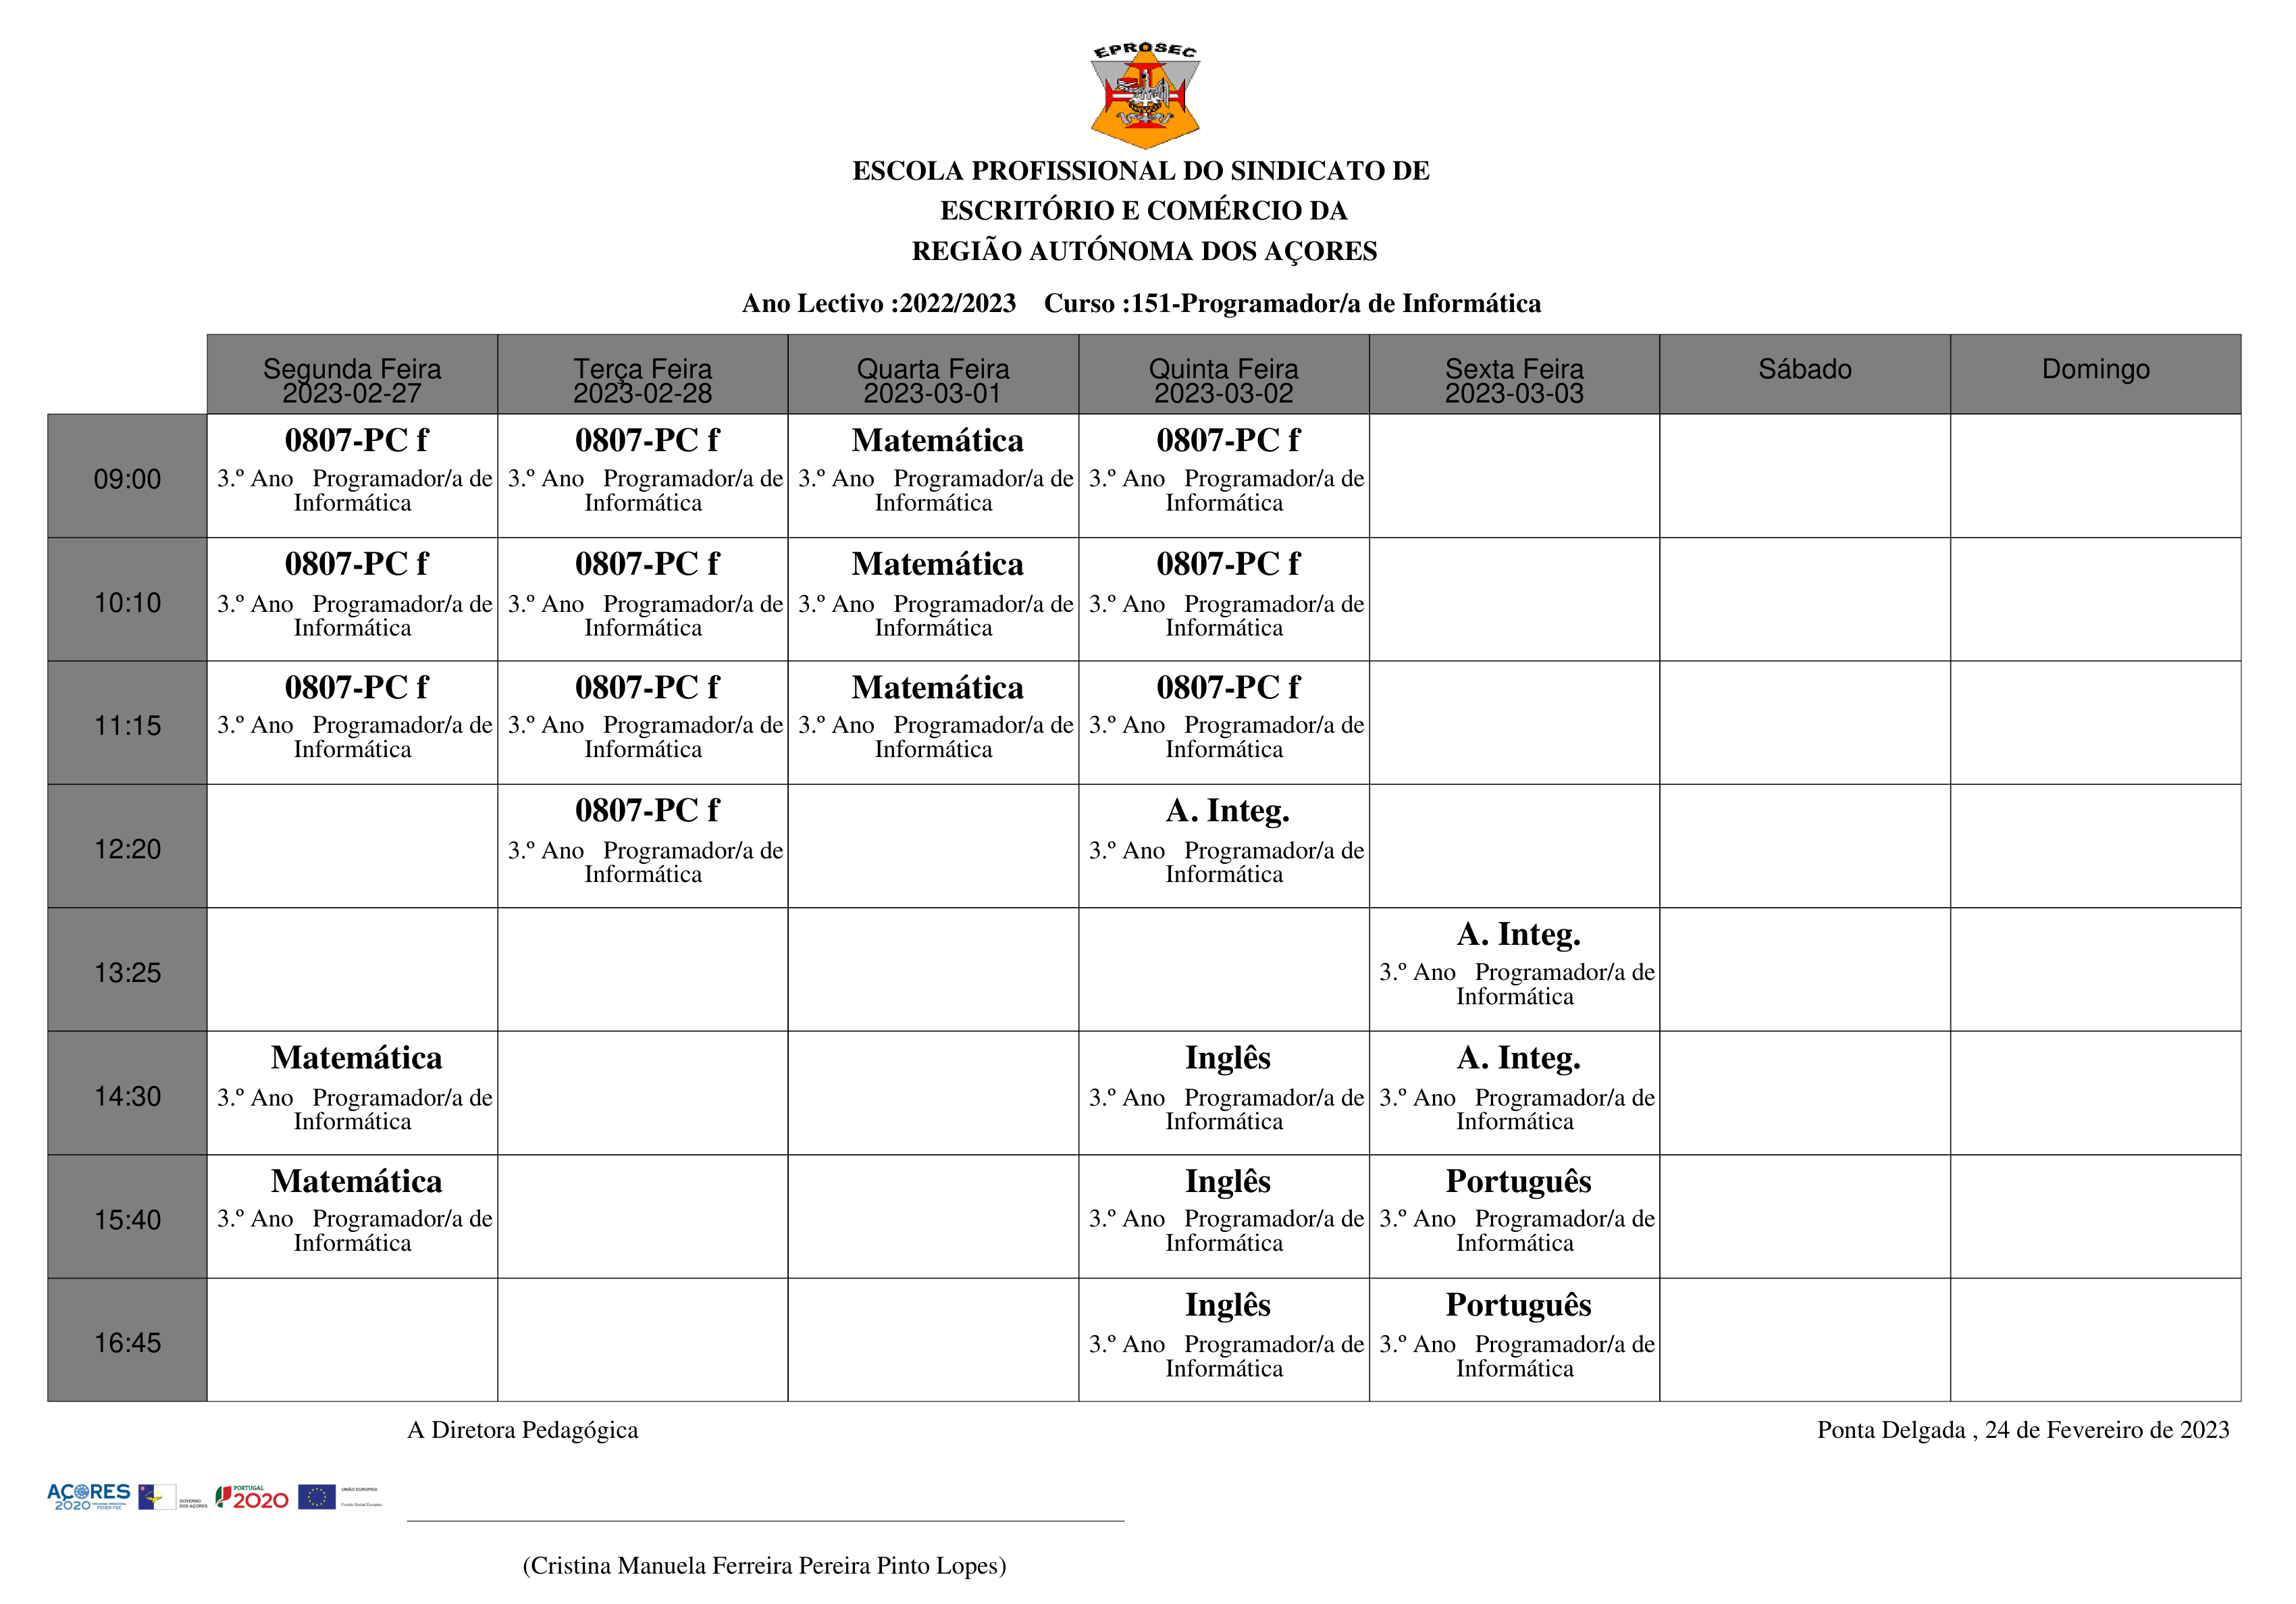 EPROSEC
ESCOLA PROFISSIONAL DO SINDICATO DE
ESCRITÓRIO E COMÉRCIO DA
REGIÃO AUTÓNOMA DOS AÇORES
Ano Lectivo :2022/2023 Curso :151-Programador/a de Informática
Segunda Feira Terça Feira Quarta Feira Quinta Feira Sexta Feira Sábado Domingo
2023-02-27 2023-02-28 2023-03-01 2023-03-02 2023-03-03
0807-PC f 0807-PC f Matemática 0807-PC f
09:00 3.º Ano Programador/a de 3.º Ano Programador/a de 3.º Ano Programador/a de 3.º Ano Programador/a de
Informática Informática Informática Informática
0807-PC f 0807-PC f Matemática 0807-PC f
10:10 3.º Ano Programador/a de 3.º Ano Programador/a de 3.º Ano Programador/a de 3.º Ano Programador/a de
Informática Informática Informática Informática
0807-PC f 0807-PC f Matemática 0807-PC f
11:15 3.º Ano Programador/a de 3.º Ano Programador/a de 3.º Ano Programador/a de 3.º Ano Programador/a de
Informática Informática Informática Informática
0807-PC f A. Integ.
12:20 3.º Ano Programador/a de 3.º Ano Programador/a de
Informática Informática
A. Integ.
13:25 3.º Ano Programador/a de
Informática
Matemática Inglês A. Integ.
14:30 3.º Ano Programador/a de 3.º Ano Programador/a de 3.º Ano Programador/a de
Informática Informática Informática
Matemática Inglês Português
15:40 3.º Ano Programador/a de 3.º Ano Programador/a de 3.º Ano Programador/a de
Informática Informática Informática
Inglês Português
16:45 3.º Ano Programador/a de 3.º Ano Programador/a de
Informática Informática
A Diretora Pedagógica Ponta Delgada , 24 de Fevereiro de 2023
AÇORES 2020
GOVERNO DOS AÇORES
PORTUGAL 2020
UNIÃO EUROPEIA
Fundo Social Europeu
(Cristina Manuela Ferreira Pereira Pinto Lopes)